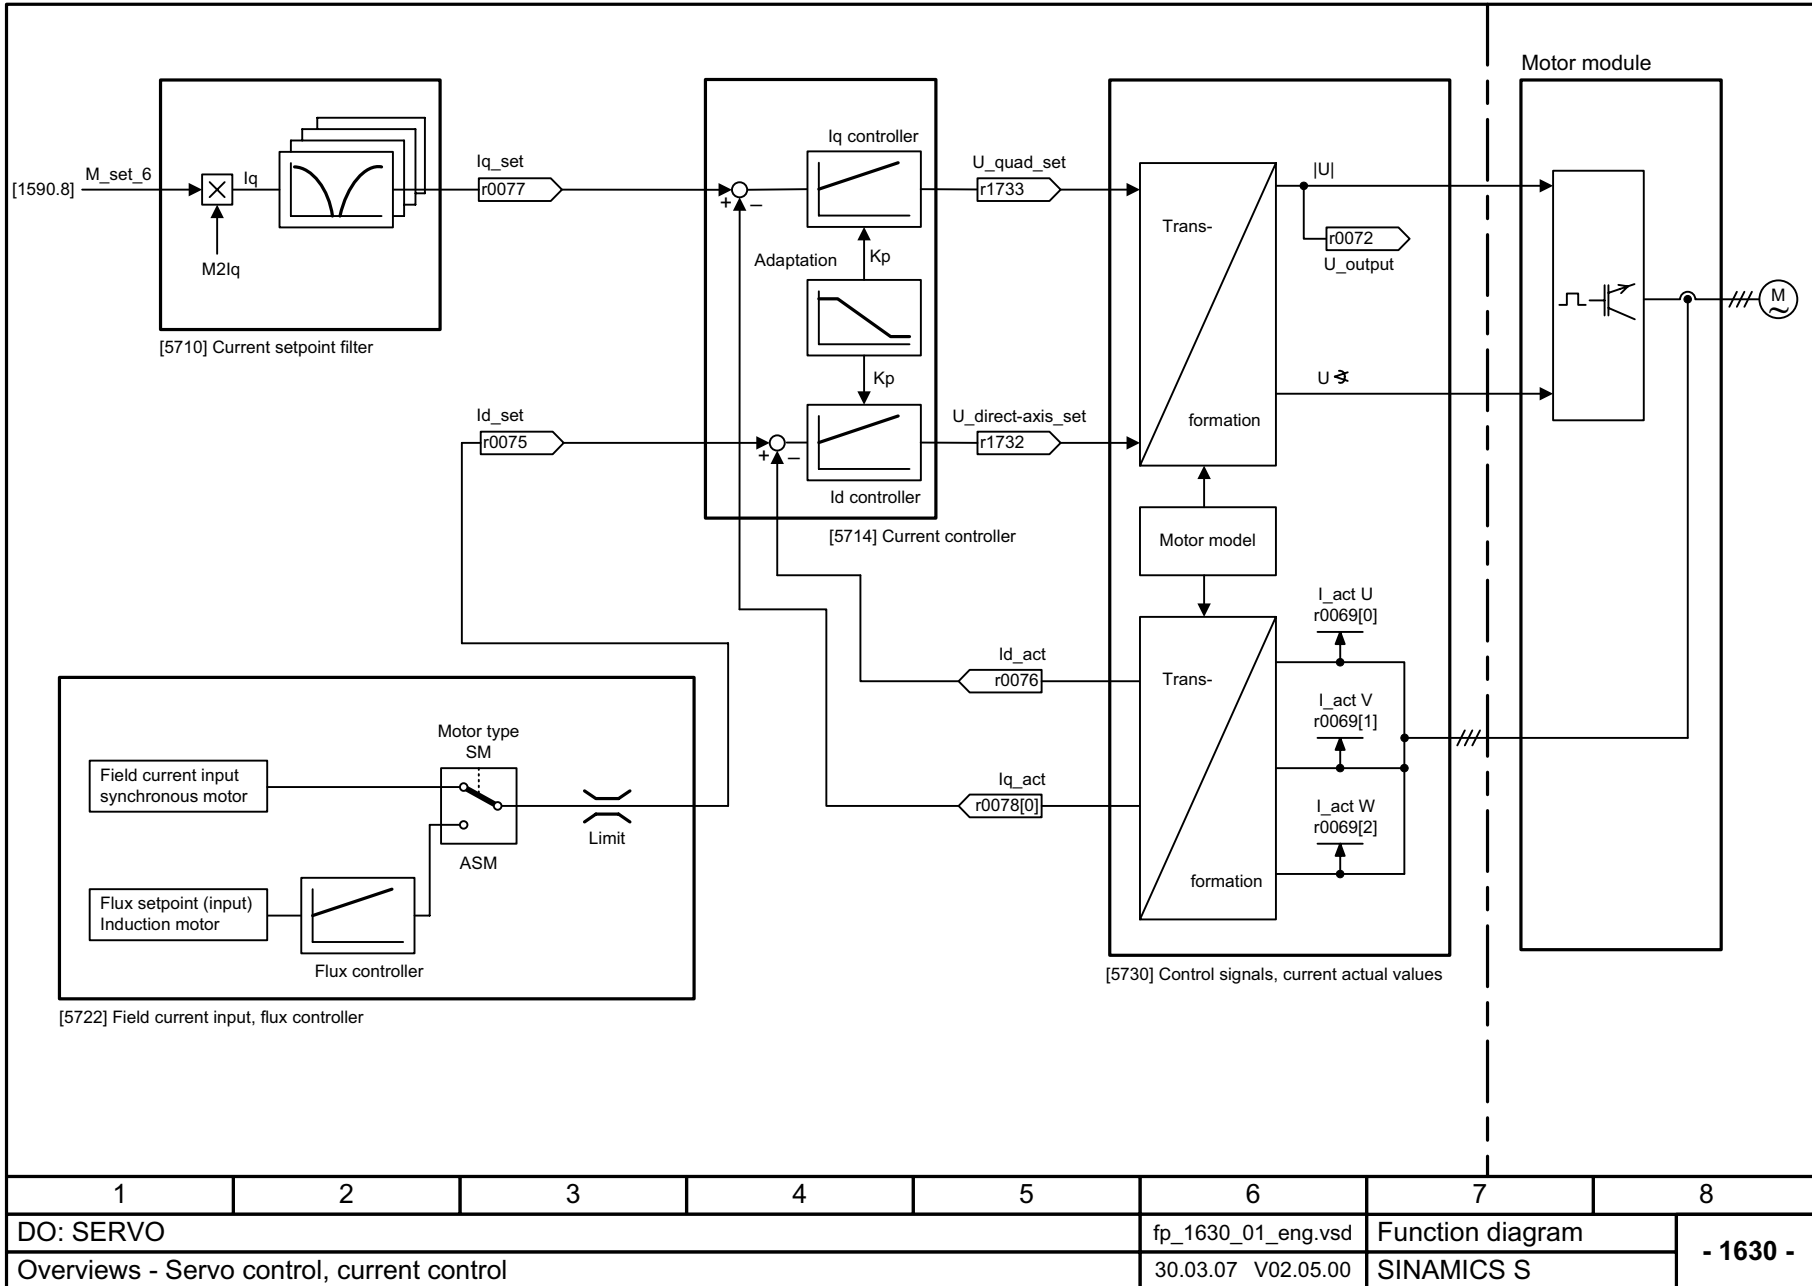 Motor module
Iq controller
[1590.8]
M_set_6
Iq
M2Iq
[5710] Current setpoint filter
Iq_set
r0077
+
–
Adaptation
Kp
Kp
U_quad_set
r1733
Trans-
formation
|U|
r0072
U_output
U
M
~
Id_set
r0075
+
–
Id controller
[5714] Current controller
U_direct-axis_set
r1732
Motor model
I_act U
r0069[0]
Id_act
r0076
Trans-
formation
I_act V
r0069[1]
Iq_act
r0078[0]
I_act W
r0069[2]
[5730] Control signals, current actual values
Motor type
SM
Field current input
synchronous motor
ASM
Limit
Flux setpoint (input)
Induction motor
Flux controller
[5722] Field current input, flux controller
1 2 3 4 5 6 7 8
DO: SERVO
fp_1630_01_eng.vsd
Function diagram
- 1630 -
Overviews - Servo control, current control
30.03.07 V02.05.00
SINAMICS S